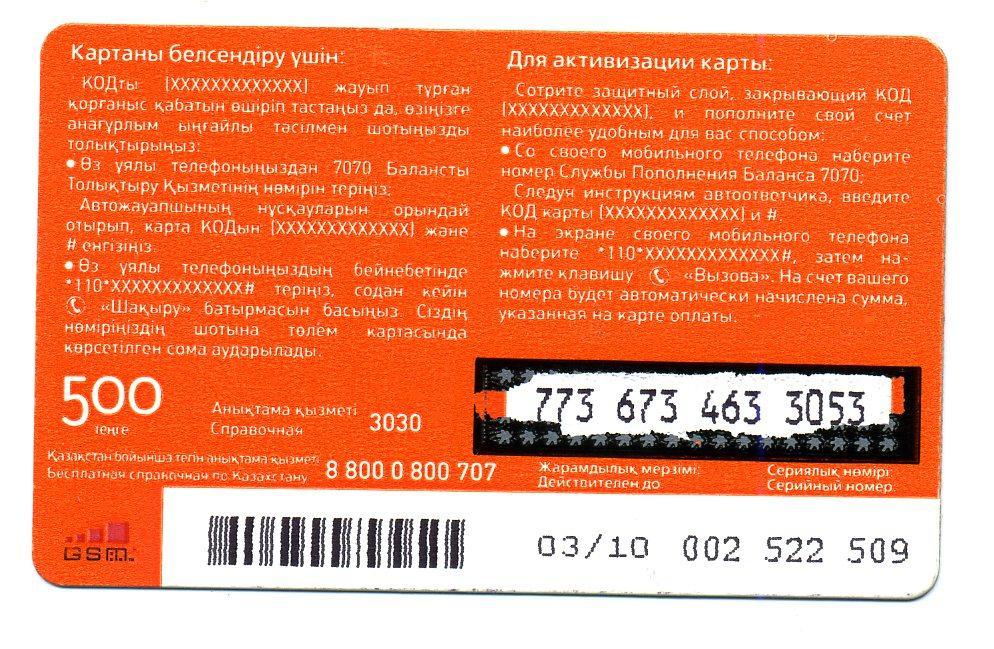 Картаны белсендіру үшін:
КОДты (XXXXXXXXXXXXX) жауып тұрған
қорғаныс қабатын өшіріп тастаңыз да, өзіңізге
анағұрлым ыңғайлы тәсілмен шотыңызды
толықтырыңыз:
• Өз ұялы телефоныңыздан 7070 Балансты
Толықтыру Қызметінің нөмірін теріңіз;
Автожауапшының нұсқауларын орындай
отырып, карта КОДын (XXXXXXXXXXXXX) және
# енгізіңіз.
• Өз ұялы телефоныңыздың бейнебетінде
*110*XXXXXXXXXXXXX# теріңіз, содан кейін
«Шақыру» батырмасын басыңыз. Сіздің
нөміріңіздің шотына төлем картасында
көрсетілген сома аударылады.
Для активизации карты:
Сотрите защитный слой, закрывающий КОД
(XXXXXXXXXXXXX), и пополните свой счет
наиболее удобным для вас способом:
• Со своего мобильного телефона наберите
номер Службы Пополнения Баланса 7070;
Следуя инструкциям автоответчика, введите
КОД карты (XXXXXXXXXXXXX) и #.
• На экране своего мобильного телефона
наберите *110*XXXXXXXXXXXXX#, затем на-
жмите клавишу «Вызова». На счет вашего
номера будет автоматически начислена сумма,
указанная на карте оплаты.
773 673 463 3053
500
теңге
Анықтама қызметі
Справочная
3030
Қазақстан бойынша тегін анықтама қызметі
Бесплатная справочная по Казахстану
8 800 0 800 707
Жарамдылық мерзімі:
Действителен до
Сериялық нөмірі:
Серийный номер:
GSM.
03/10 002 522 509